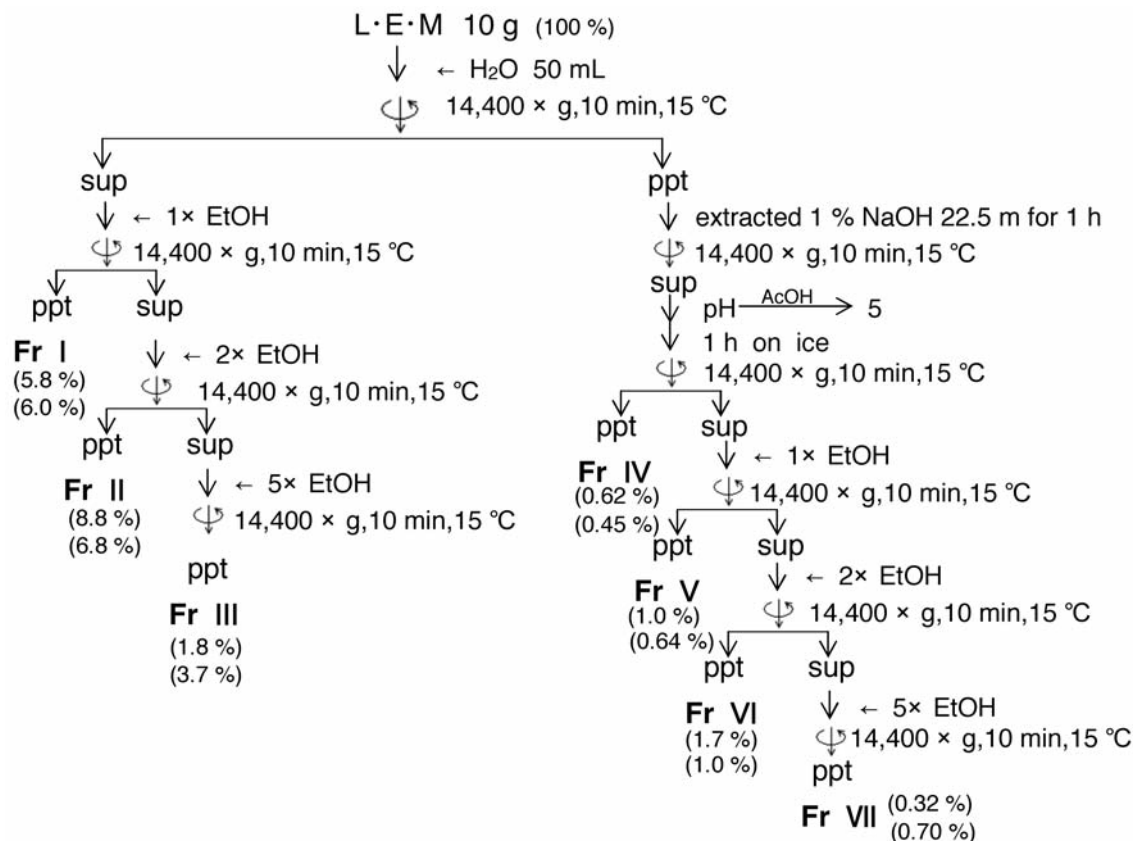 L·E·M 10 g (100 %)
← H₂O 50 mL
14,400 × g,10 min,15 ℃
sup
← 1× EtOH
14,400 × g,10 min,15 ℃
ppt sup
Fr Ⅰ
(5.8 %)
(6.0 %)
← 2× EtOH
14,400 × g,10 min,15 ℃
ppt sup
Fr Ⅱ
(8.8 %)
(6.8 %)
← 5× EtOH
14,400 × g,10 min,15 ℃
ppt
Fr Ⅲ
(1.8 %)
(3.7 %)
ppt
extracted 1 % NaOH 22.5 m for 1 h
14,400 × g,10 min,15 ℃
sup
pH AcOH 5
1 h on ice
14,400 × g,10 min,15 ℃
ppt sup
Fr Ⅳ
(0.62 %)
(0.45 %)
← 1× EtOH
14,400 × g,10 min,15 ℃
ppt sup
Fr Ⅴ
(1.0 %)
(0.64 %)
← 2× EtOH
14,400 × g,10 min,15 ℃
ppt sup
Fr Ⅵ
(1.7 %)
(1.0 %)
← 5× EtOH
14,400 × g,10 min,15 ℃
ppt
Fr Ⅶ (0.32 %)
(0.70 %)